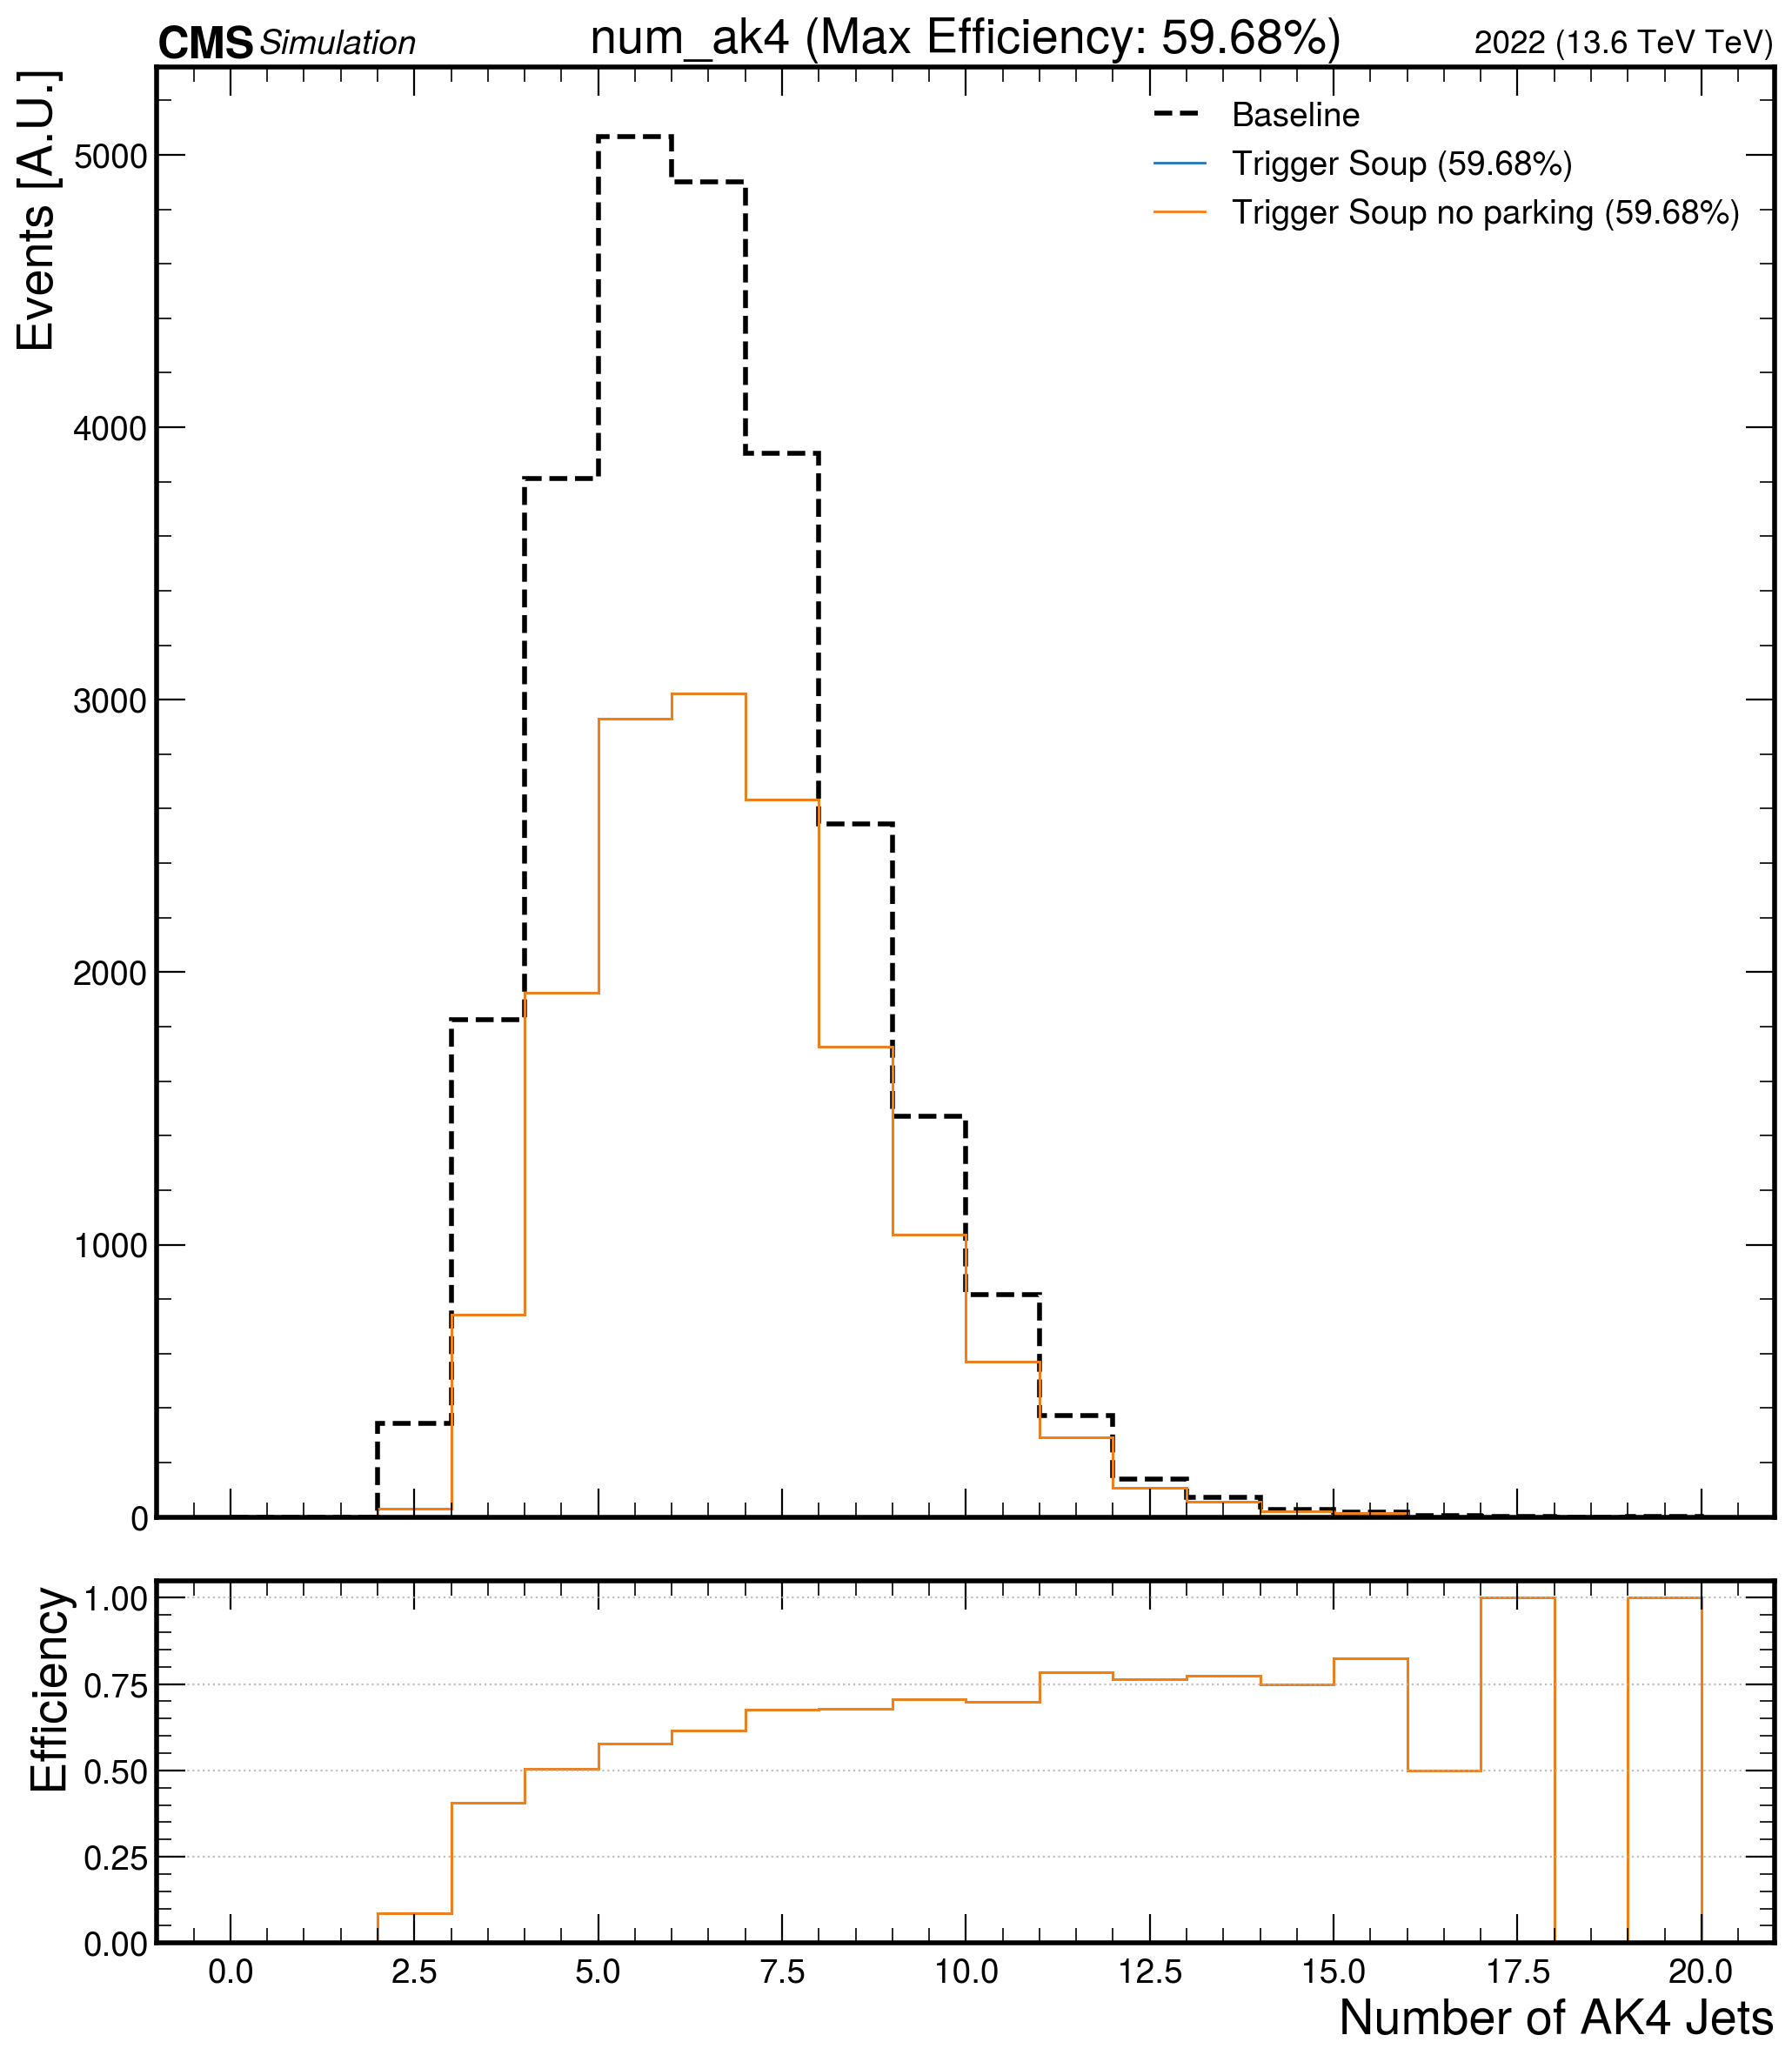 CMS Simulation num_ak4 (Max Efficiency: 59.68%) 2022 (13.6 TeV TeV)
Events [A.U.]
Baseline
Trigger Soup (59.68%)
Trigger Soup no parking (59.68%)
5000
4000
3000
2000
1000
0
Efficiency
1.00
0.75
0.50
0.25
0.00
0.0 2.5 5.0 7.5 10.0 12.5 15.0 17.5 20.0
Number of AK4 Jets